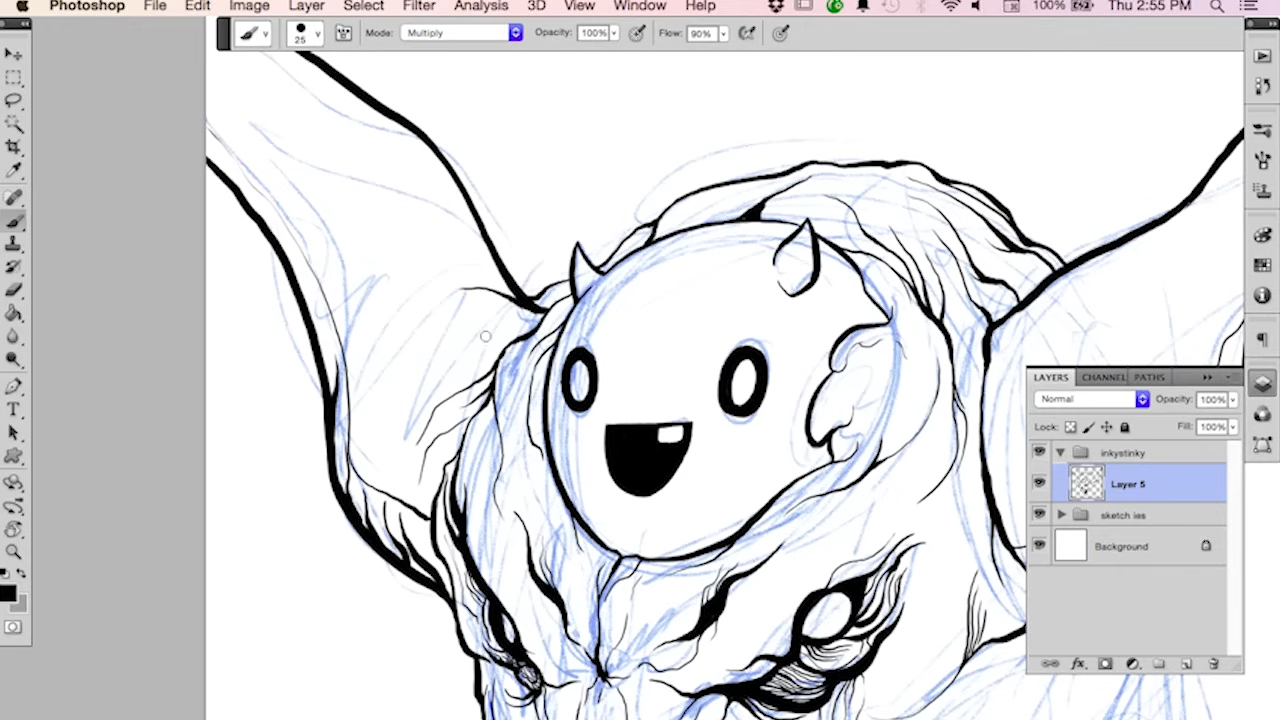 Photoshop File Edit Image Layer Select Filter Analysis 3D View Window Help 100% Thu 2:55 PM
25 Mode: Multiply Opacity: 100% Flow: 90%
LAYERS CHANNEL PATHS
Normal Opacity: 100%
Lock: Fill: 100%
inkystinky
Layer 5
sketch ies
Background